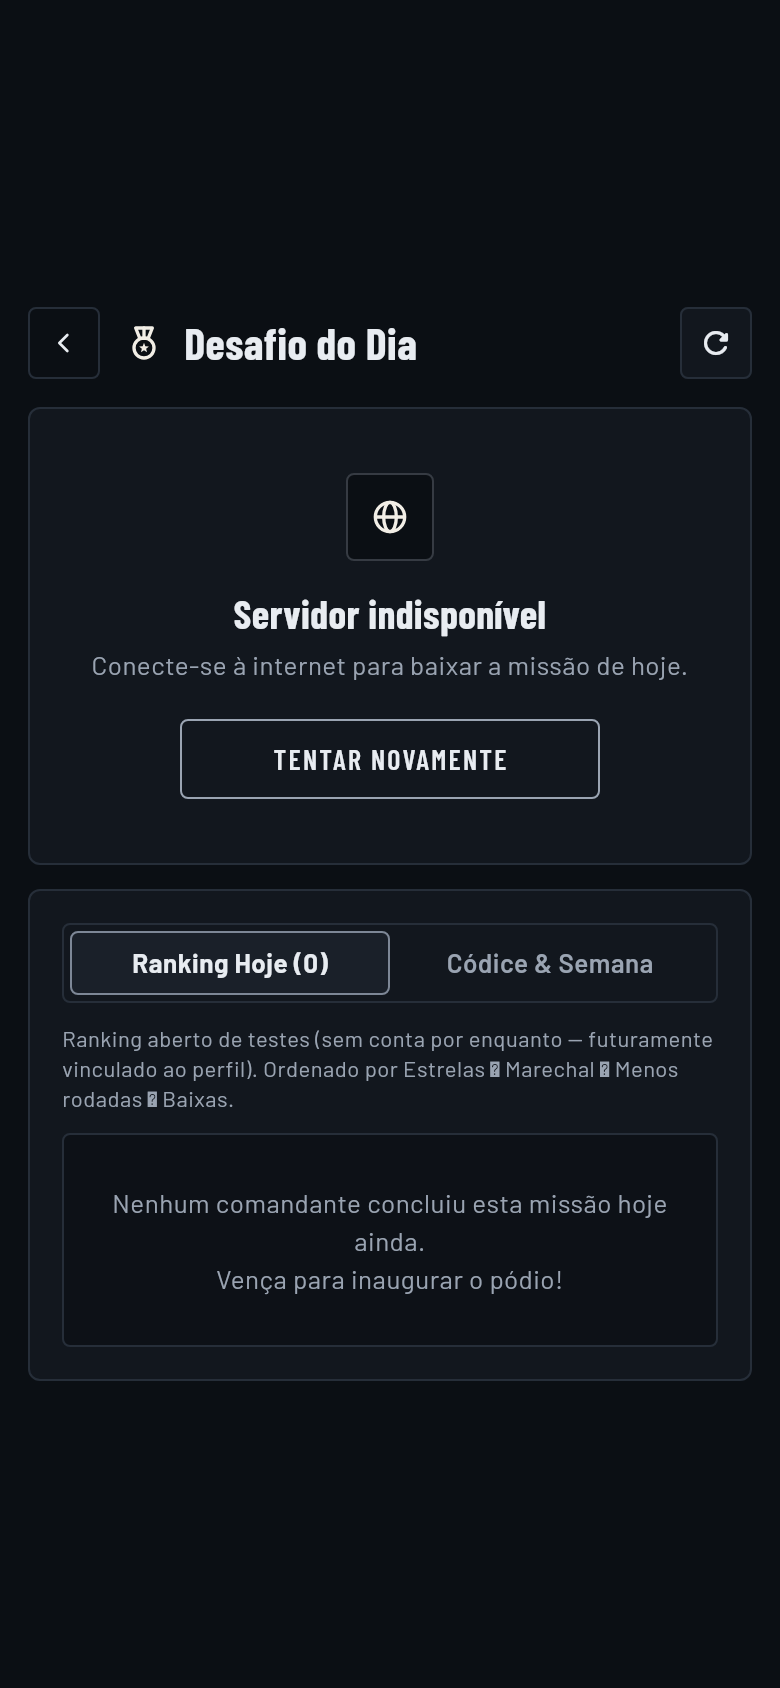 Desafio do Dia
Servidor indisponível
Conecte-se à internet para baixar a missão de hoje.
TENTAR NOVAMENTE
Ranking Hoje (0)
Códice & Semana
Ranking aberto de testes (sem conta por enquanto — futuramente
vinculado ao perfil). Ordenado por Estrelas � Marechal � Menos
rodadas � Baixas.
Nenhum comandante concluiu esta missão hoje
ainda.
Vença para inaugurar o pódio!